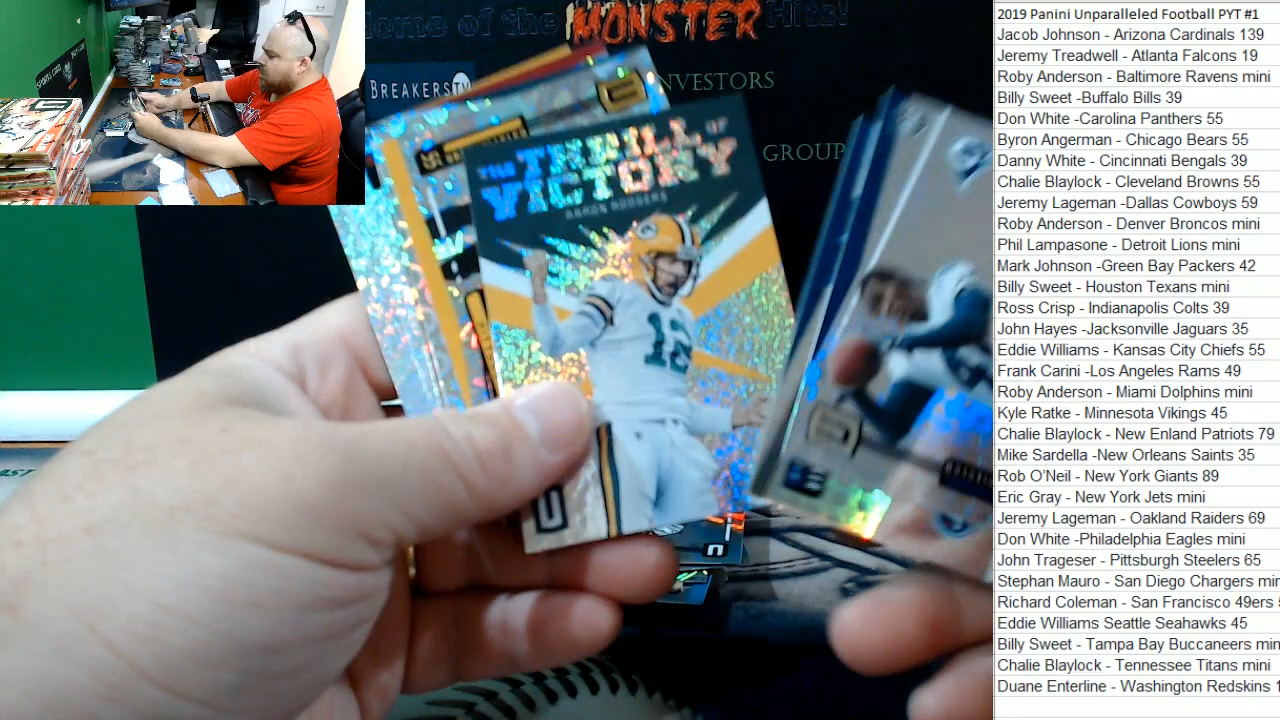 Home of the MONSTER Hits!
BREAKERS TV
INVESTORS
GROUP
THE THRILL OF
VICTORY
AARON RODGERS
12
2019 Panini Unparalleled Football PYT #1
Jacob Johnson - Arizona Cardinals 139
Jeremy Treadwell - Atlanta Falcons 19
Roby Anderson - Baltimore Ravens mini
Billy Sweet -Buffalo Bills 39
Don White -Carolina Panthers 55
Byron Angerman - Chicago Bears 55
Danny White - Cincinnati Bengals 39
Chalie Blaylock - Cleveland Browns 55
Jeremy Lageman -Dallas Cowboys 59
Roby Anderson - Denver Broncos mini
Phil Lampasone - Detroit Lions mini
Mark Johnson -Green Bay Packers 42
Billy Sweet - Houston Texans mini
Ross Crisp - Indianapolis Colts 39
John Hayes -Jacksonville Jaguars 35
Eddie Williams - Kansas City Chiefs 55
Frank Carini -Los Angeles Rams 49
Roby Anderson - Miami Dolphins mini
Kyle Ratke - Minnesota Vikings 45
Chalie Blaylock - New Enland Patriots 79
Mike Sardella -New Orleans Saints 35
Rob O'Neil - New York Giants 89
Eric Gray - New York Jets mini
Jeremy Lageman - Oakland Raiders 69
Don White -Philadelphia Eagles mini
John Trageser - Pittsburgh Steelers 65
Stephan Mauro - San Diego Chargers min
Richard Coleman - San Francisco 49ers
Eddie Williams Seattle Seahawks 45
Billy Sweet - Tampa Bay Buccaneers min
Chalie Blaylock - Tennessee Titans mini
Duane Enterline - Washington Redskins 1